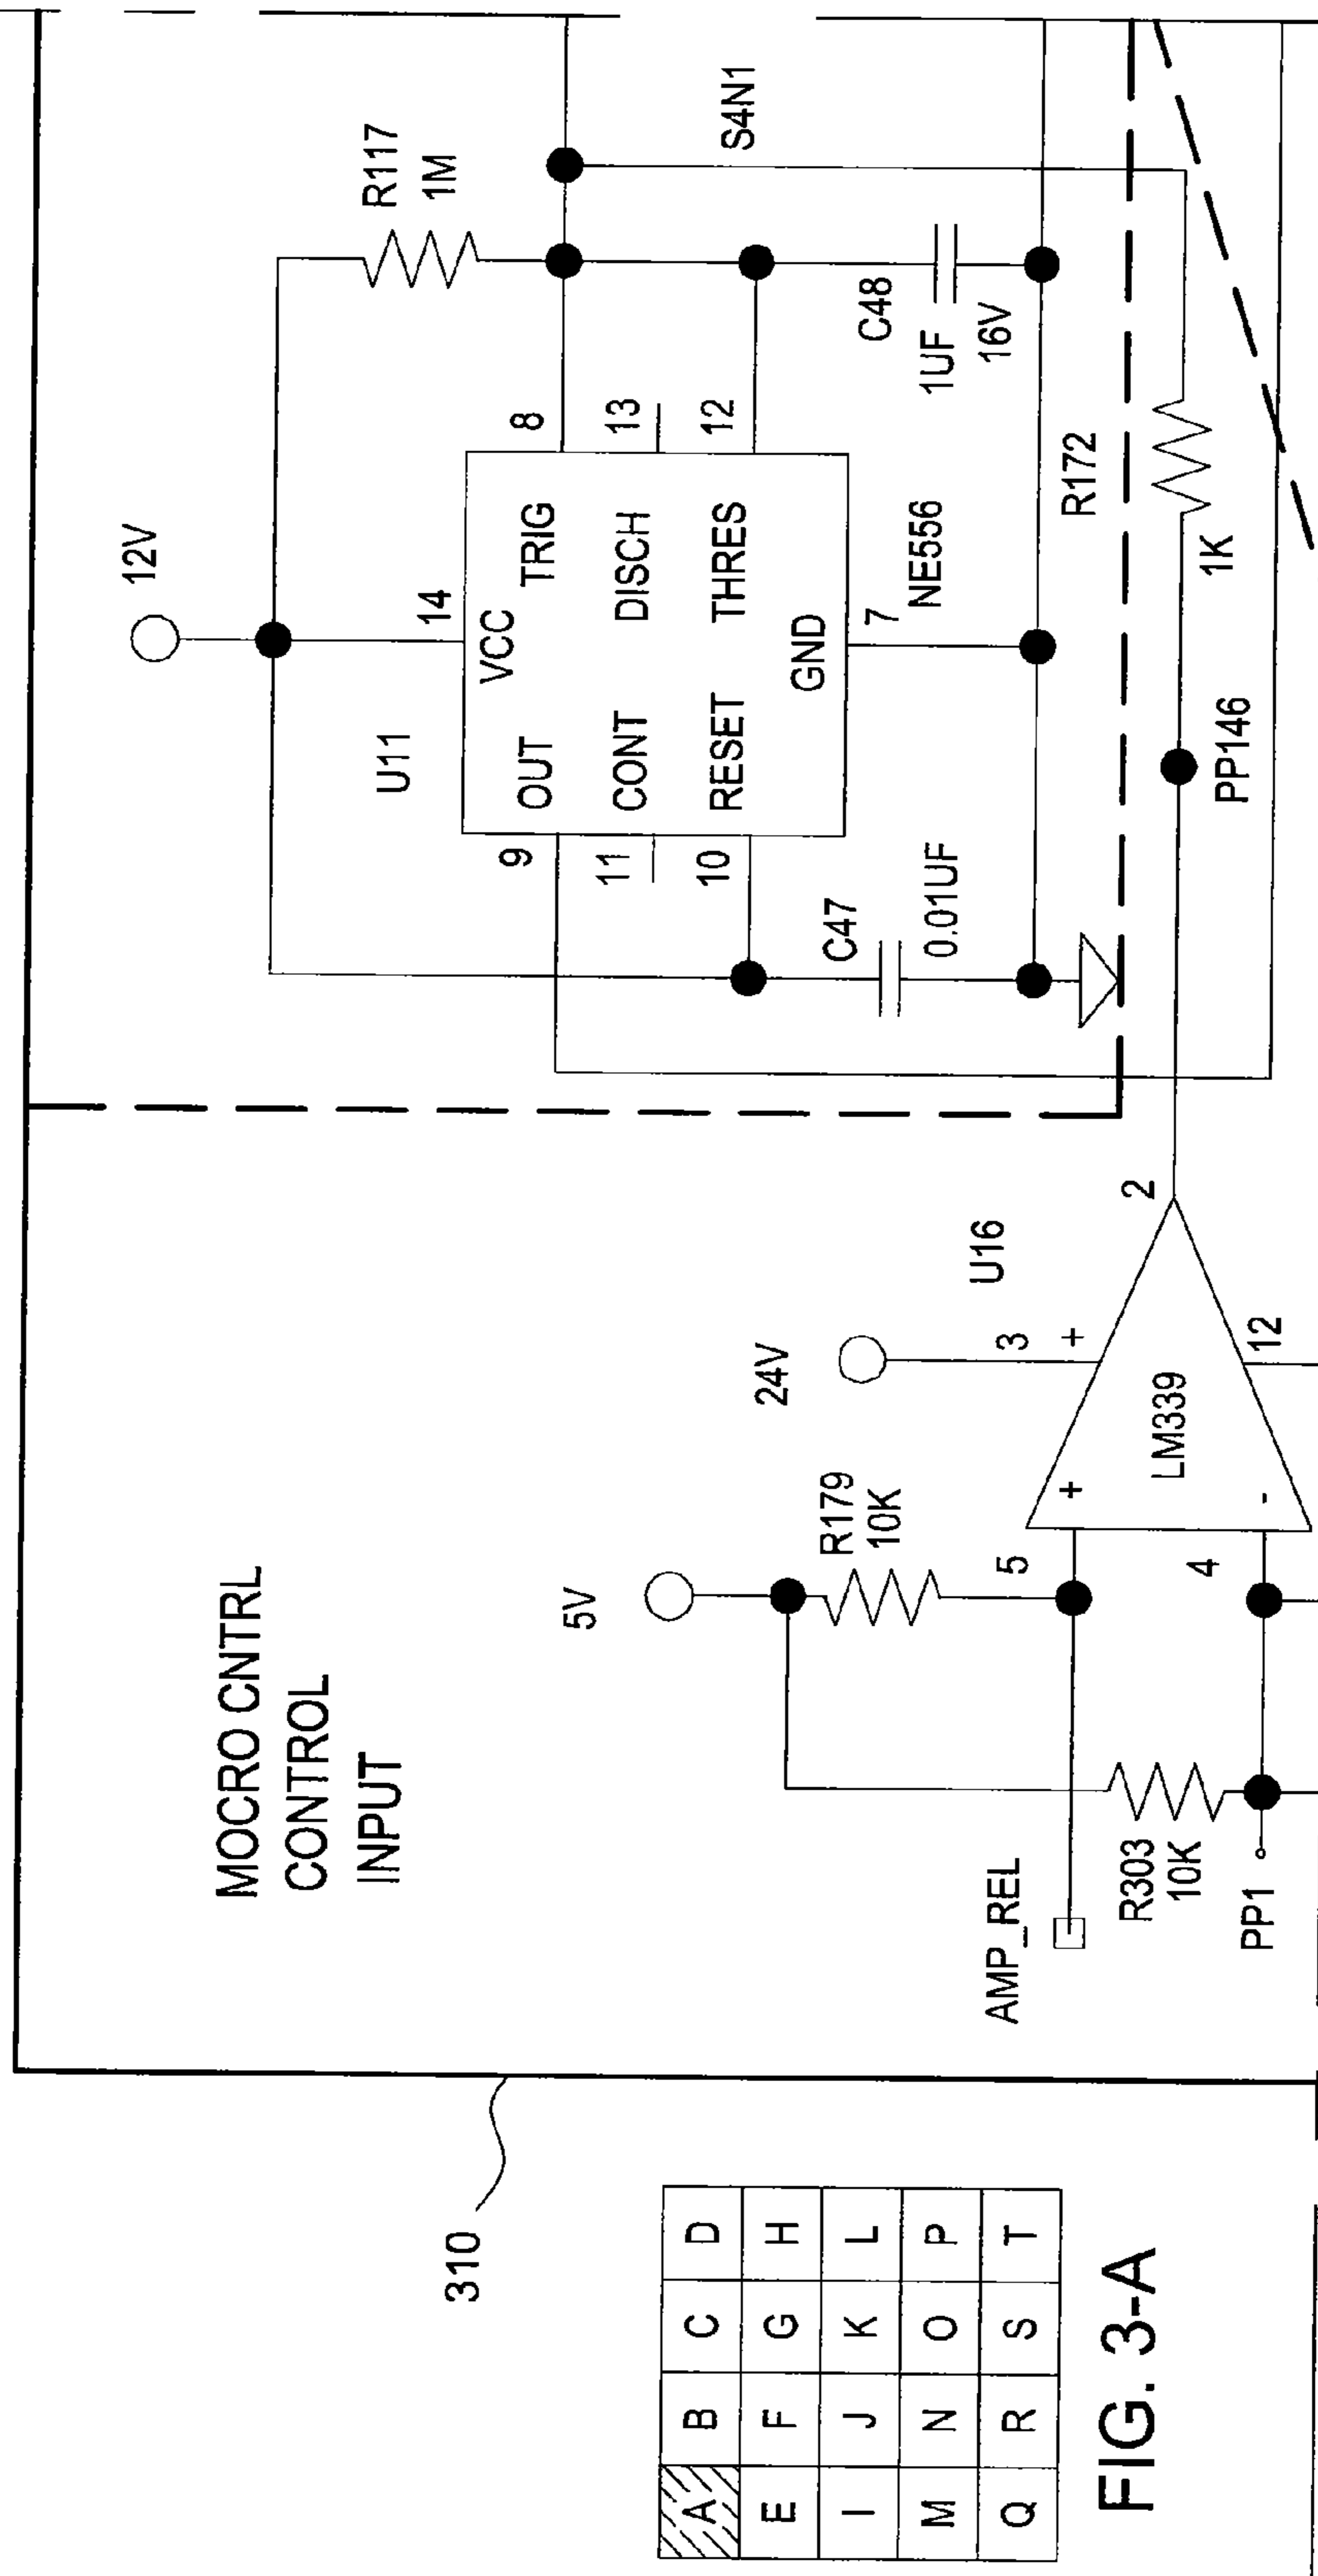 MOCRO CNTRL
CONTROL
INPUT
12V
R117
1M
U11
14
VCC
9
OUT
TRIG
8
11
CONT
DISCH
13
10
RESET
THRES
12
GND
7
NE556
S4N1
C47
0.01UF
C48
1UF
16V
R172
1K
PP146
5V
R179
10K
24V
3
+
U16
AMP_REL
5
+
LM339
2
R303
10K
4
-
12
PP1
310
A B C D
E F G H
I J K L
M N O P
Q R S T
FIG. 3-A